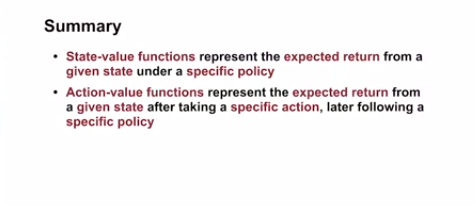 Summary
• State-value functions represent the expected return from a
given state under a specific policy
• Action-value functions represent the expected return from
a given state after taking a specific action, later following a
specific policy